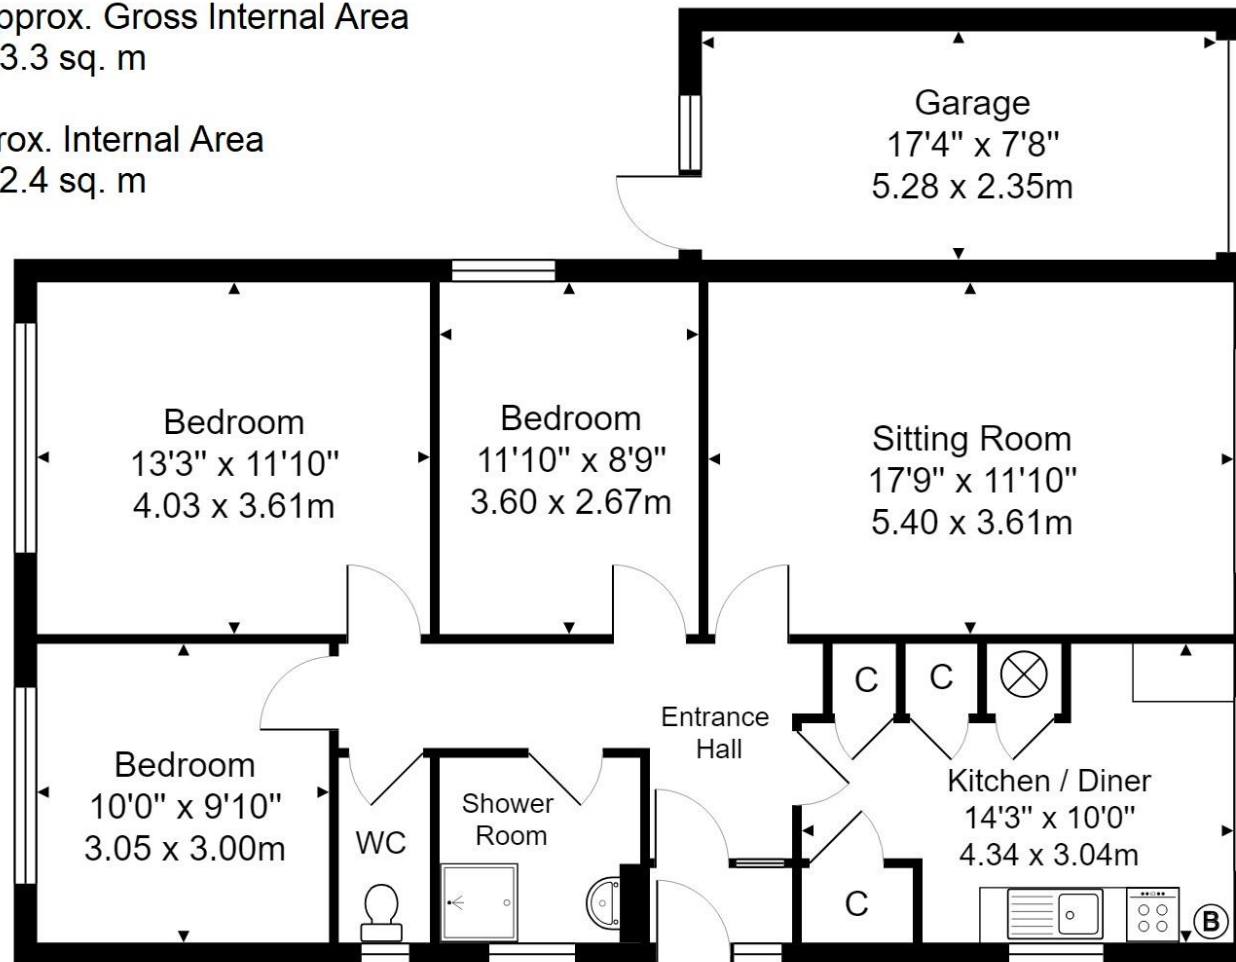 pprox. Gross Internal Area
3.3 sq. m
rox. Internal Area
2.4 sq. m
Garage
17'4" x 7'8"
5.28 x 2.35m
Bedroom
13'3" x 11'10"
4.03 x 3.61m
Bedroom
11'10" x 8'9"
3.60 x 2.67m
Sitting Room
17'9" x 11'10"
5.40 x 3.61m
C
C
Entrance
Hall
Bedroom
10'0" x 9'10"
3.05 x 3.00m
WC
Shower
Room
Kitchen / Diner
14'3" x 10'0"
4.34 x 3.04m
C
B